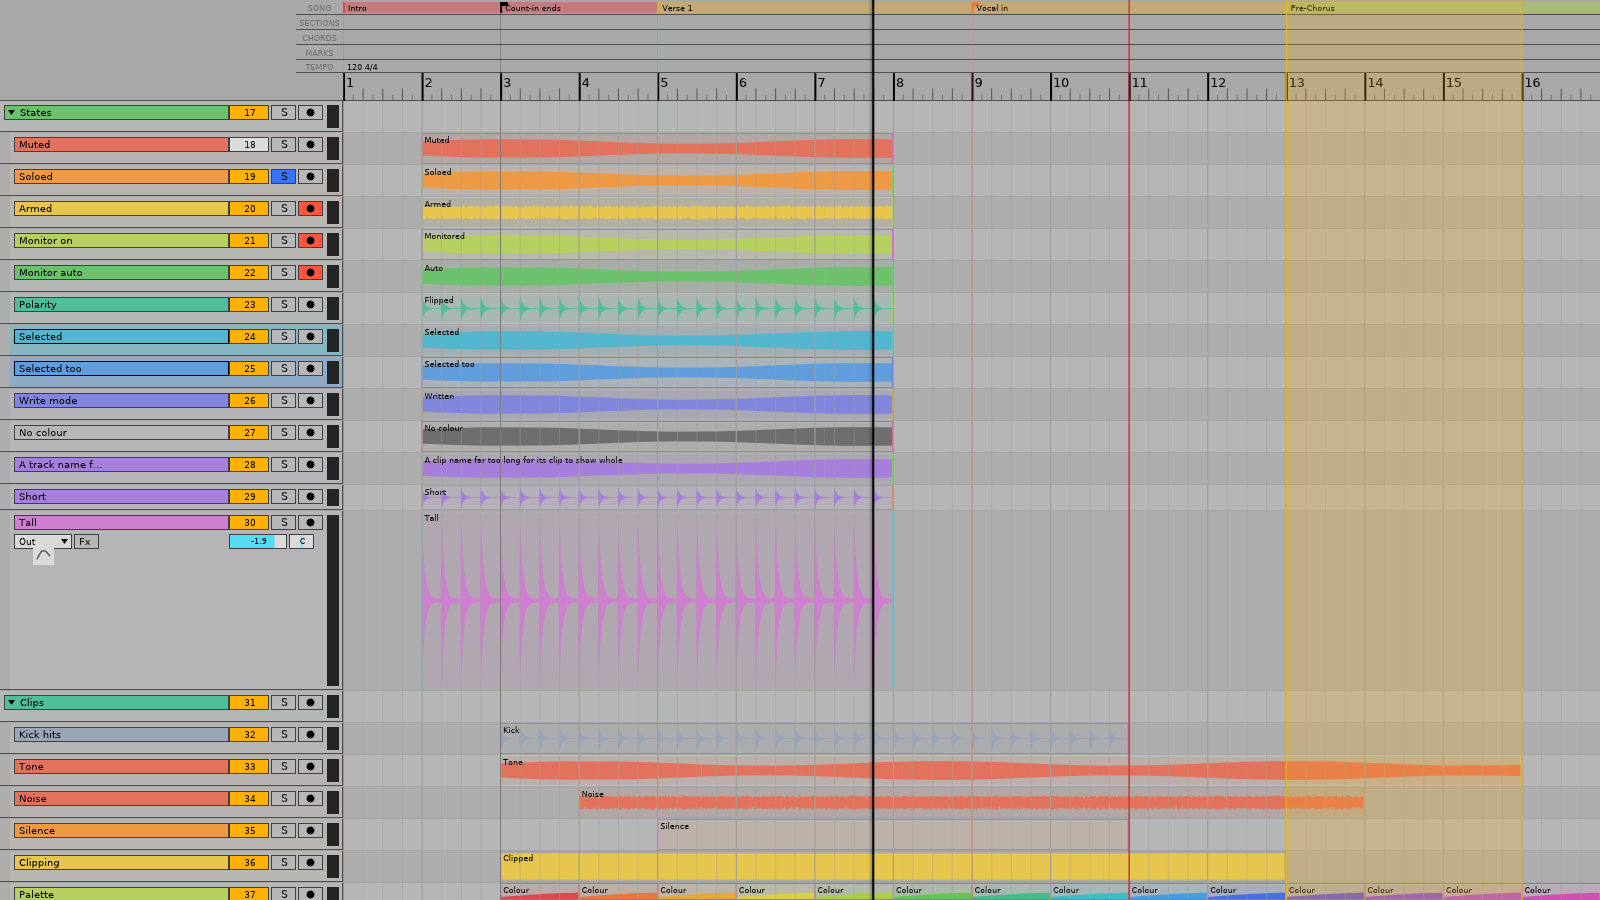 SONG Intro Count-in ends Verse 1 Vocal in Pre-Chorus
SECTIONS
CHORDS
MARKS
TEMPO 120 4/4
1 2 3 4 5 6 7 8 9 10 11 12 13 14 15 16
States 17 S
Muted 18 S Muted
Soloed 19 S Soloed
Armed 20 S Armed
Monitor on 21 S Monitored
Monitor auto 22 S Auto
Polarity 23 S Flipped
Selected 24 S Selected
Selected too 25 S Selected too
Write mode 26 S Written
No colour 27 S No colour
A track name f... 28 S A clip name far too long for its clip to show whole
Short 29 S Short
Tall 30 S Tall
Out Fx -1.9 C
Clips 31 S
Kick hits 32 S Kick
Tone 33 S Tone
Noise 34 S Noise
Silence 35 S Silence
Clipping 36 S Clipped
Palette 37 S Colour Colour Colour Colour Colour Colour Colour Colour Colour Colour Colour Colour Colour Colour